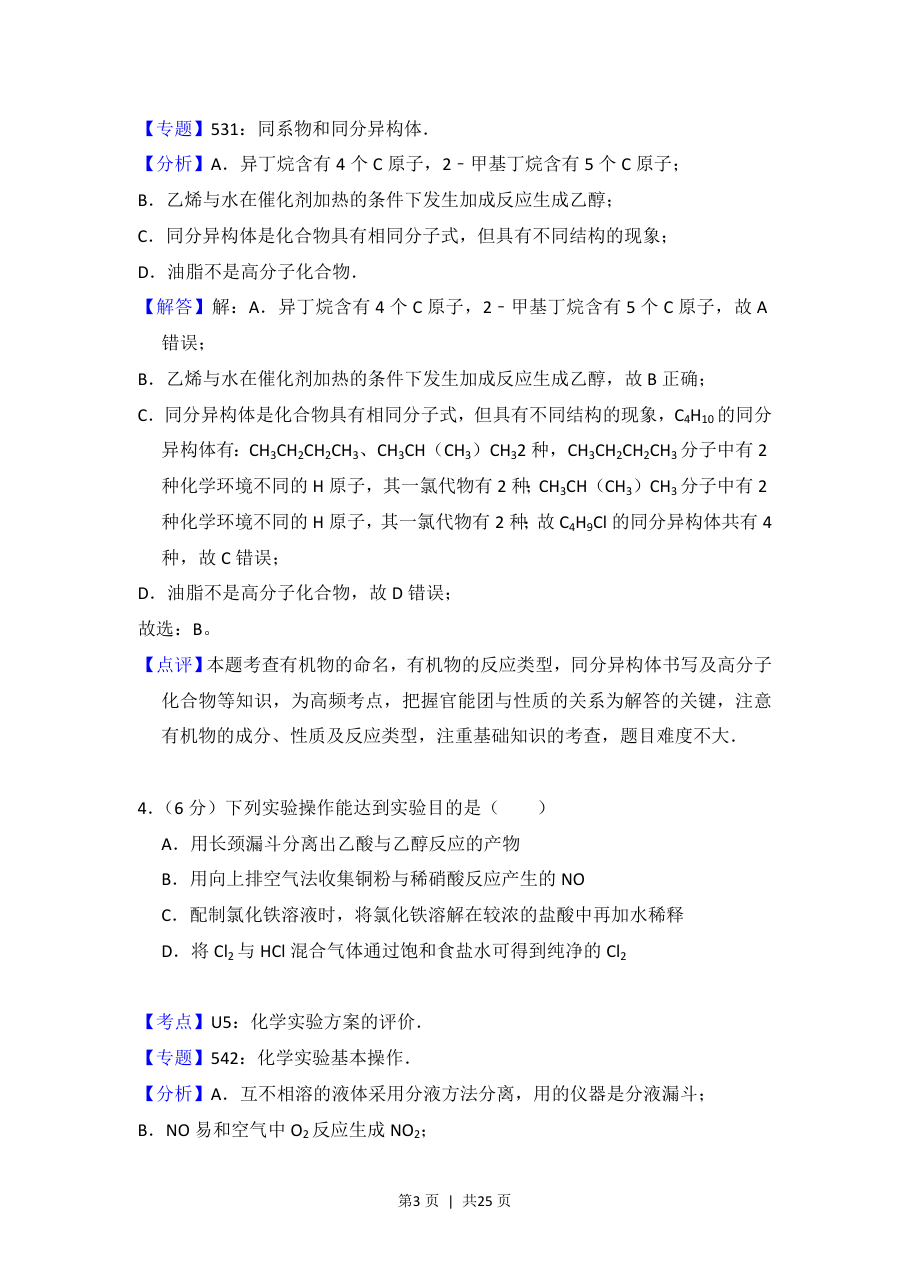 【专题】531：同系物和同分异构体．
【分析】A．异丁烷含有 4 个 C 原子，2﹣甲基丁烷含有 5 个 C 原子；
B．乙烯与水在催化剂加热的条件下发生加成反应生成乙醇；
C．同分异构体是化合物具有相同分子式，但具有不同结构的现象；
D．油脂不是高分子化合物．
【解答】解：A．异丁烷含有 4 个 C 原子，2﹣甲基丁烷含有 5 个 C 原子，故 A
错误；
B．乙烯与水在催化剂加热的条件下发生加成反应生成乙醇，故 B 正确；
C．同分异构体是化合物具有相同分子式，但具有不同结构的现象，C₄H₁₀ 的同分
异构体有：CH₃CH₂CH₂CH₃、CH₃CH（CH₃）CH₃2 种，CH₃CH₂CH₂CH₃ 分子中有 2
种化学环境不同的 H 原子，其一氯代物有 2 种；CH₃CH（CH₃）CH₃ 分子中有 2
种化学环境不同的 H 原子，其一氯代物有 2 种；故 C₄H₉Cl 的同分异构体共有 4
种，故 C 错误；
D．油脂不是高分子化合物，故 D 错误；
故选：B。
【点评】本题考查有机物的命名，有机物的反应类型，同分异构体书写及高分子
化合物等知识，为高频考点，把握官能团与性质的关系为解答的关键，注意
有机物的成分、性质及反应类型，注重基础知识的考查，题目难度不大．
4．（6 分）下列实验操作能达到实验目的是（　　）
A．用长颈漏斗分离出乙酸与乙醇反应的产物
B．用向上排空气法收集铜粉与稀硝酸反应产生的 NO
C．配制氯化铁溶液时，将氯化铁溶解在较浓的盐酸中再加水稀释
D．将 Cl₂ 与 HCl 混合气体通过饱和食盐水可得到纯净的 Cl₂
【考点】U5：化学实验方案的评价．
【专题】542：化学实验基本操作．
【分析】A．互不相溶的液体采用分液方法分离，用的仪器是分液漏斗；
B．NO 易和空气中 O₂ 反应生成 NO₂；
第3 页 | 共25 页